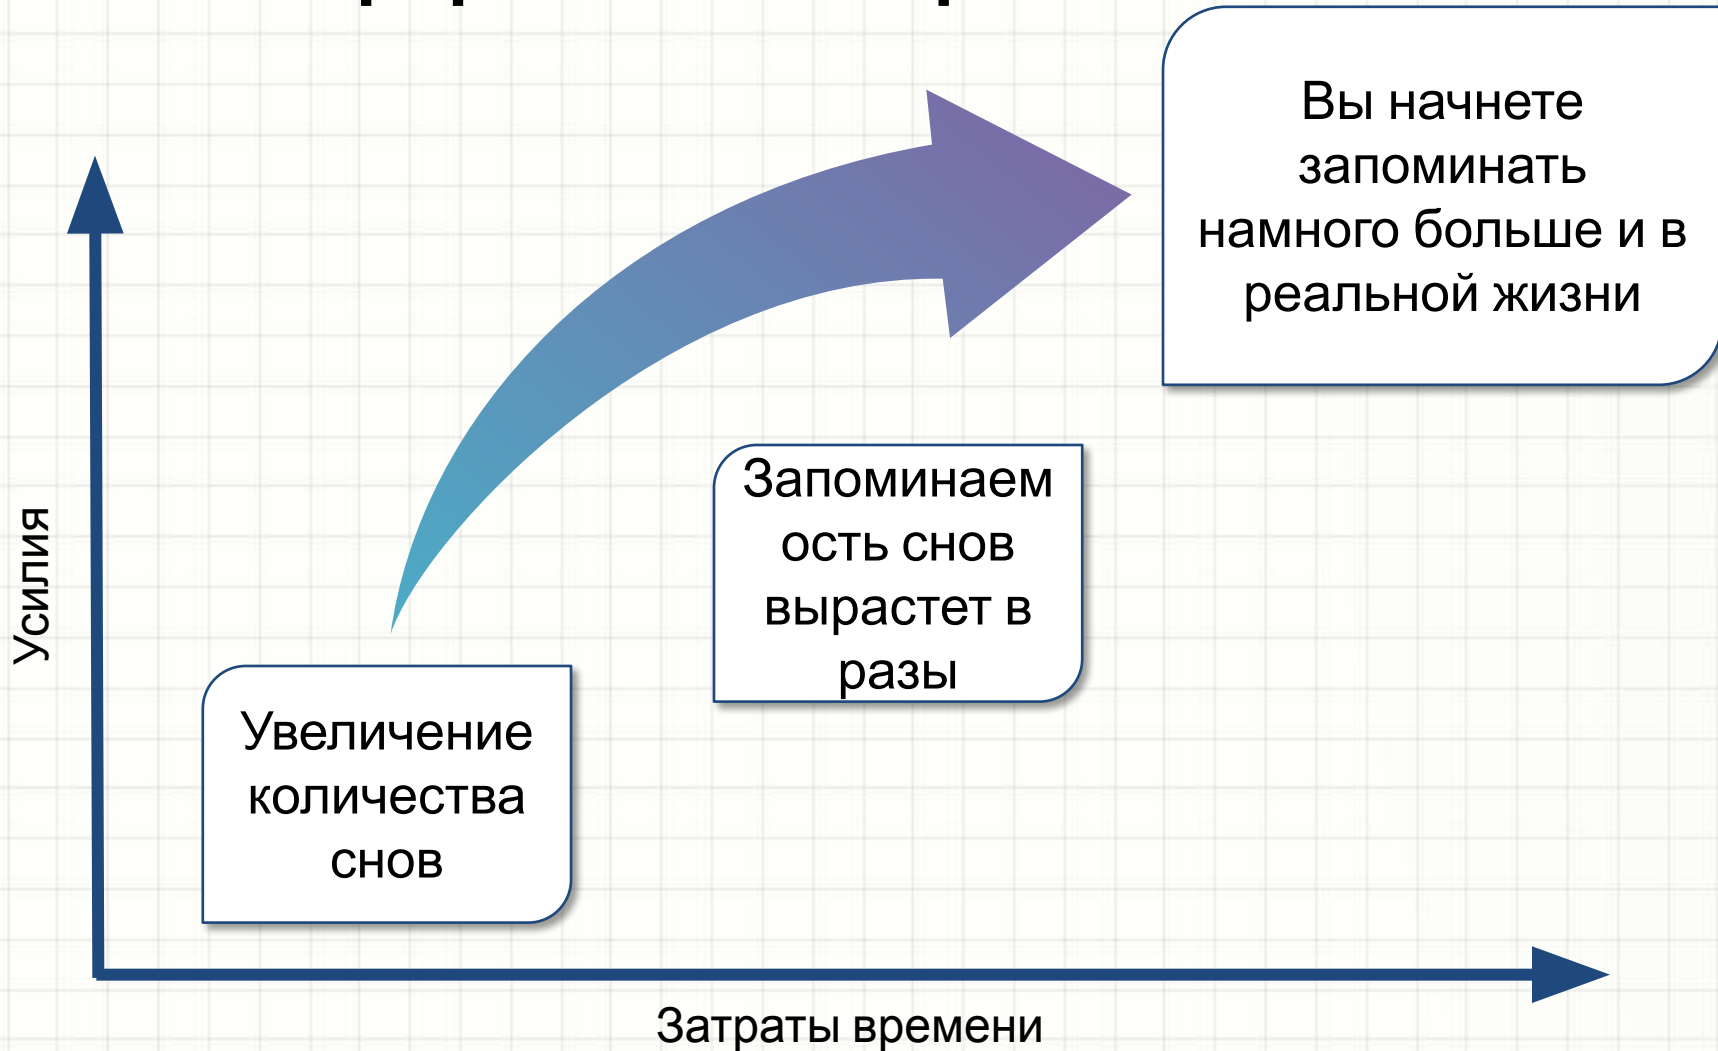 Вы начнете
запоминать
намного больше и в
реальной жизни
Запоминаем
ость снов
вырастет в
разы
Увеличение
количества
снов
Усилия
Затраты времени